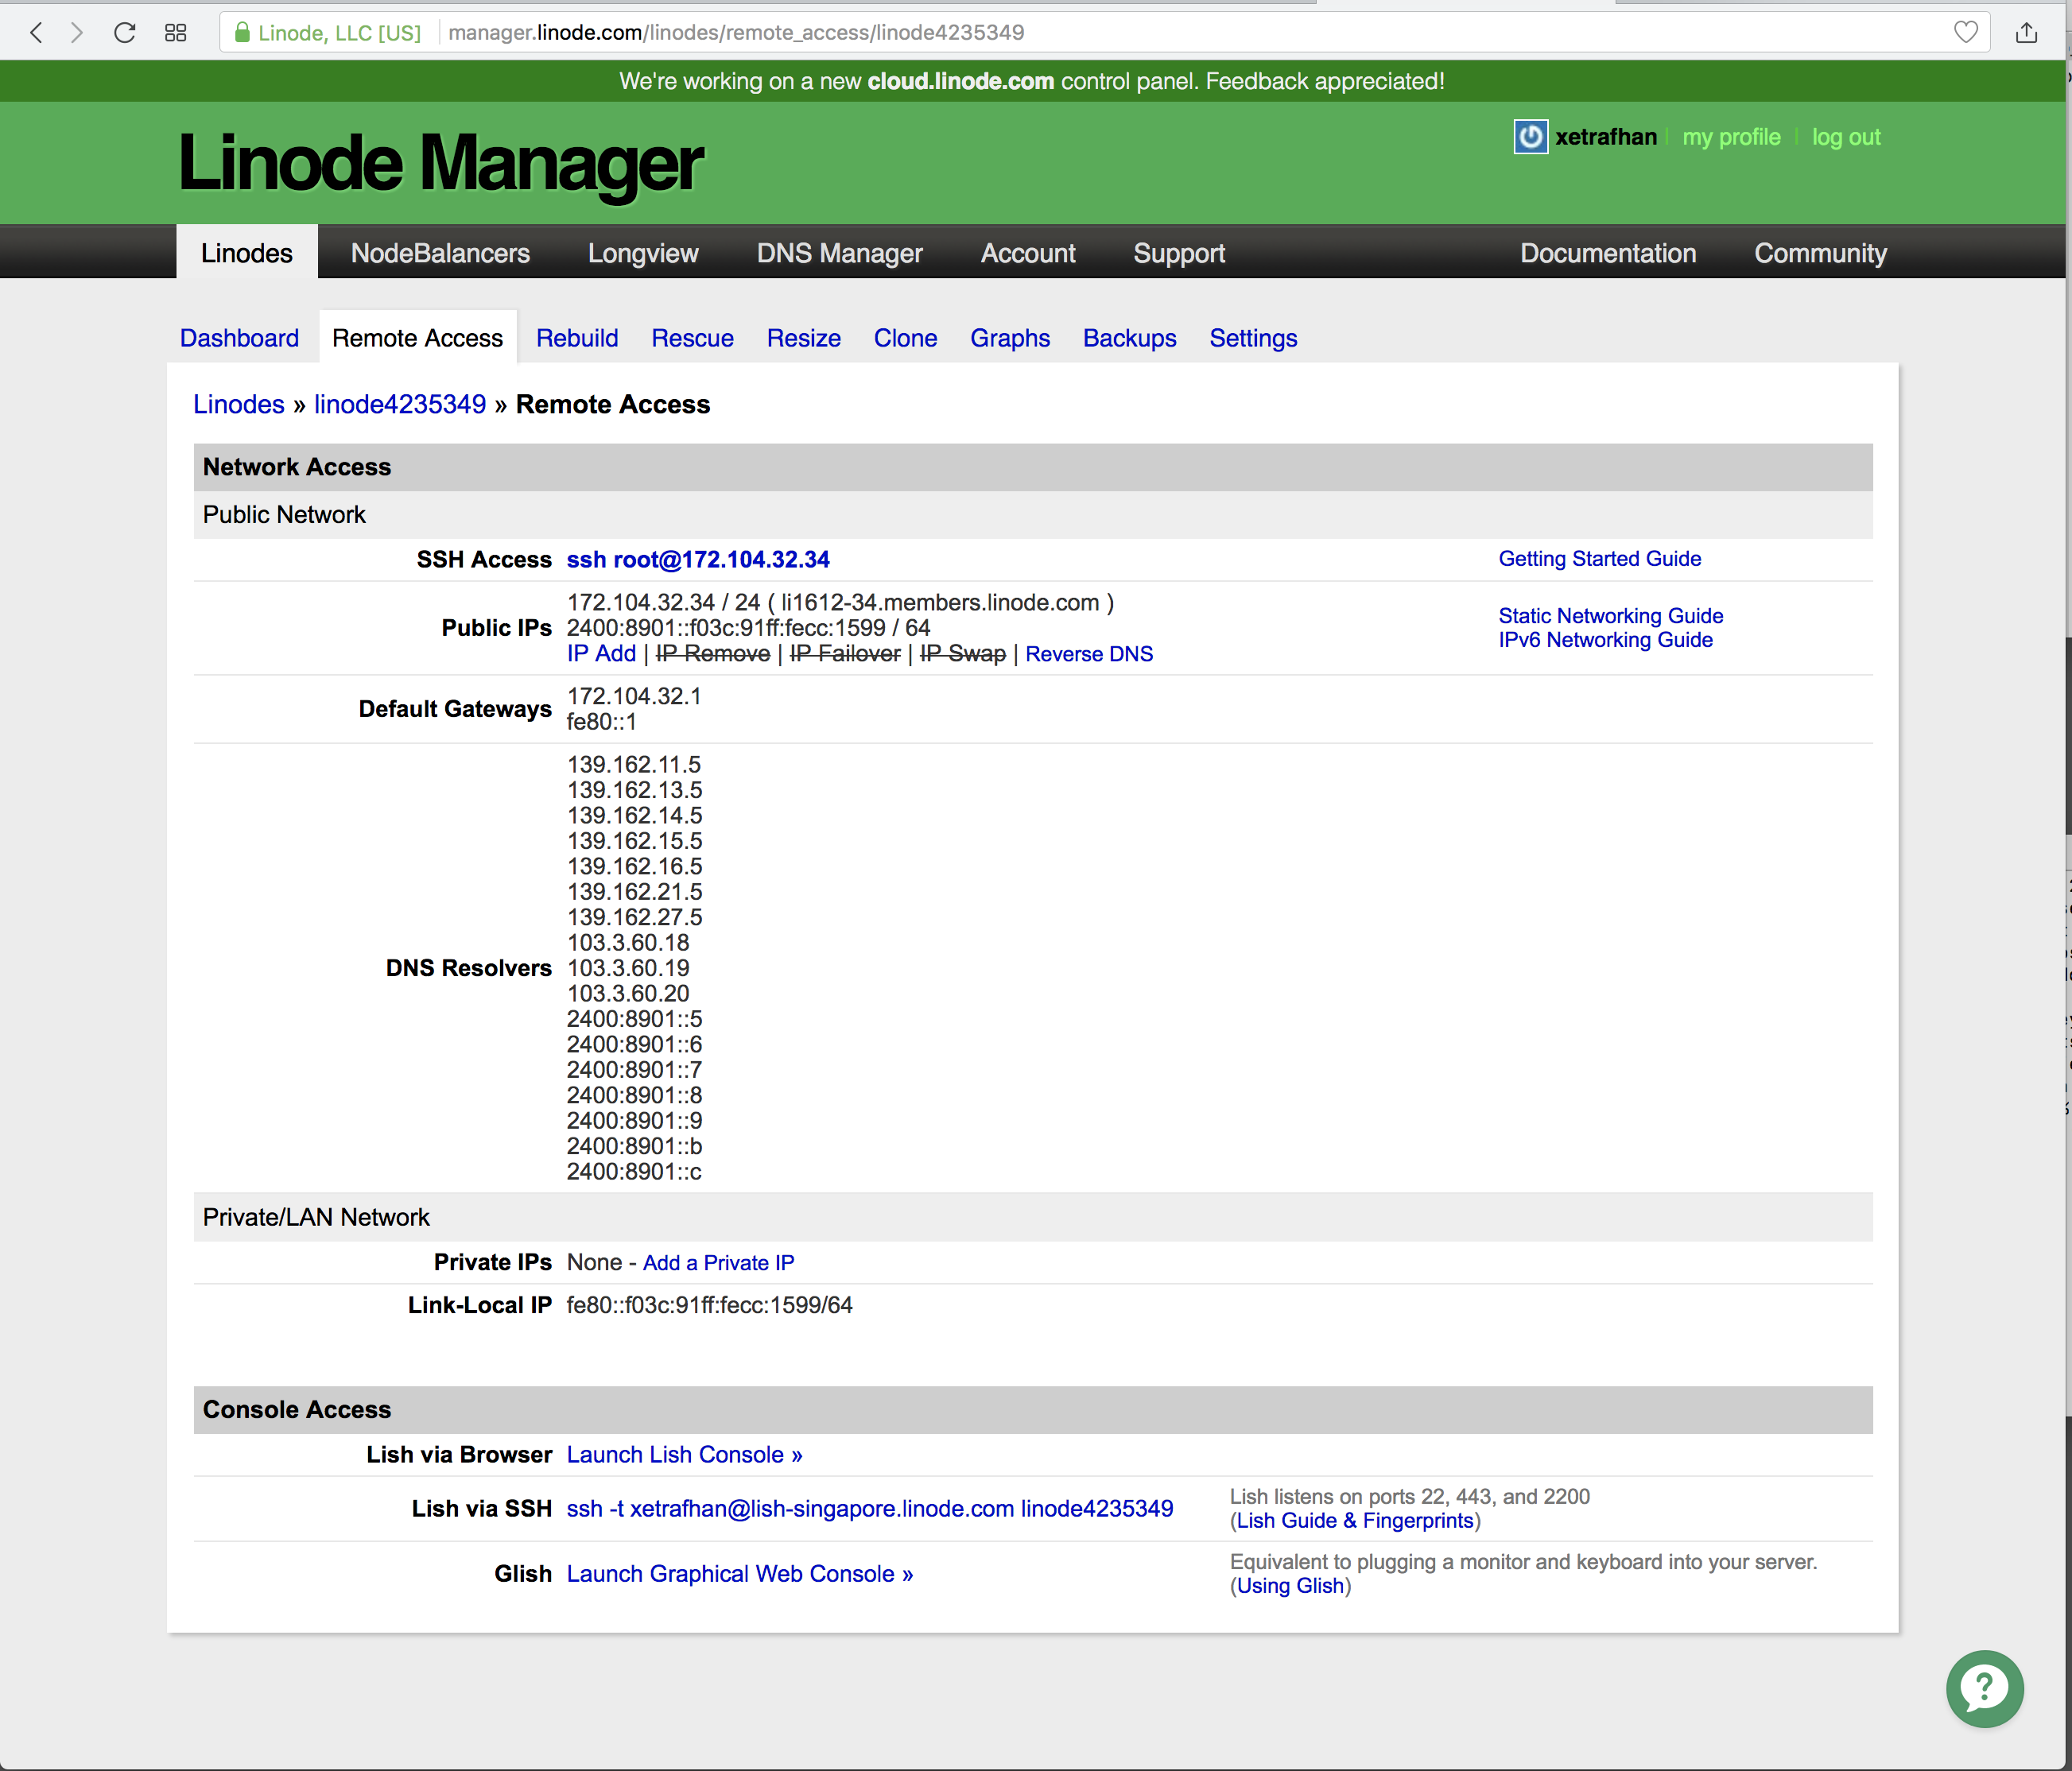 Linode, LLC [US] manager.linode.com/linodes/remote_access/linode4235349
We're working on a new cloud.linode.com control panel. Feedback appreciated!
Linode Manager
xetrafhan my profile log out
Linodes NodeBalancers Longview DNS Manager Account Support Documentation Community
Dashboard Remote Access Rebuild Rescue Resize Clone Graphs Backups Settings
Linodes » linode4235349 » Remote Access
Network Access
Public Network
SSH Access ssh root@172.104.32.34 Getting Started Guide
Public IPs
172.104.32.34 / 24 ( li1612-34.members.linode.com )
2400:8901::f03c:91ff:fecc:1599 / 64
IP Add | IP Remove | IP Failover | IP Swap | Reverse DNS
Static Networking Guide
IPv6 Networking Guide
Default Gateways
172.104.32.1
fe80::1
DNS Resolvers
139.162.11.5
139.162.13.5
139.162.14.5
139.162.15.5
139.162.16.5
139.162.21.5
139.162.27.5
103.3.60.18
103.3.60.19
103.3.60.20
2400:8901::5
2400:8901::6
2400:8901::7
2400:8901::8
2400:8901::9
2400:8901::b
2400:8901::c
Private/LAN Network
Private IPs None - Add a Private IP
Link-Local IP fe80::f03c:91ff:fecc:1599/64
Console Access
Lish via Browser Launch Lish Console »
Lish via SSH ssh -t xetrafhan@lish-singapore.linode.com linode4235349
Lish listens on ports 22, 443, and 2200
(Lish Guide & Fingerprints)
Glish Launch Graphical Web Console »
Equivalent to plugging a monitor and keyboard into your server.
(Using Glish)